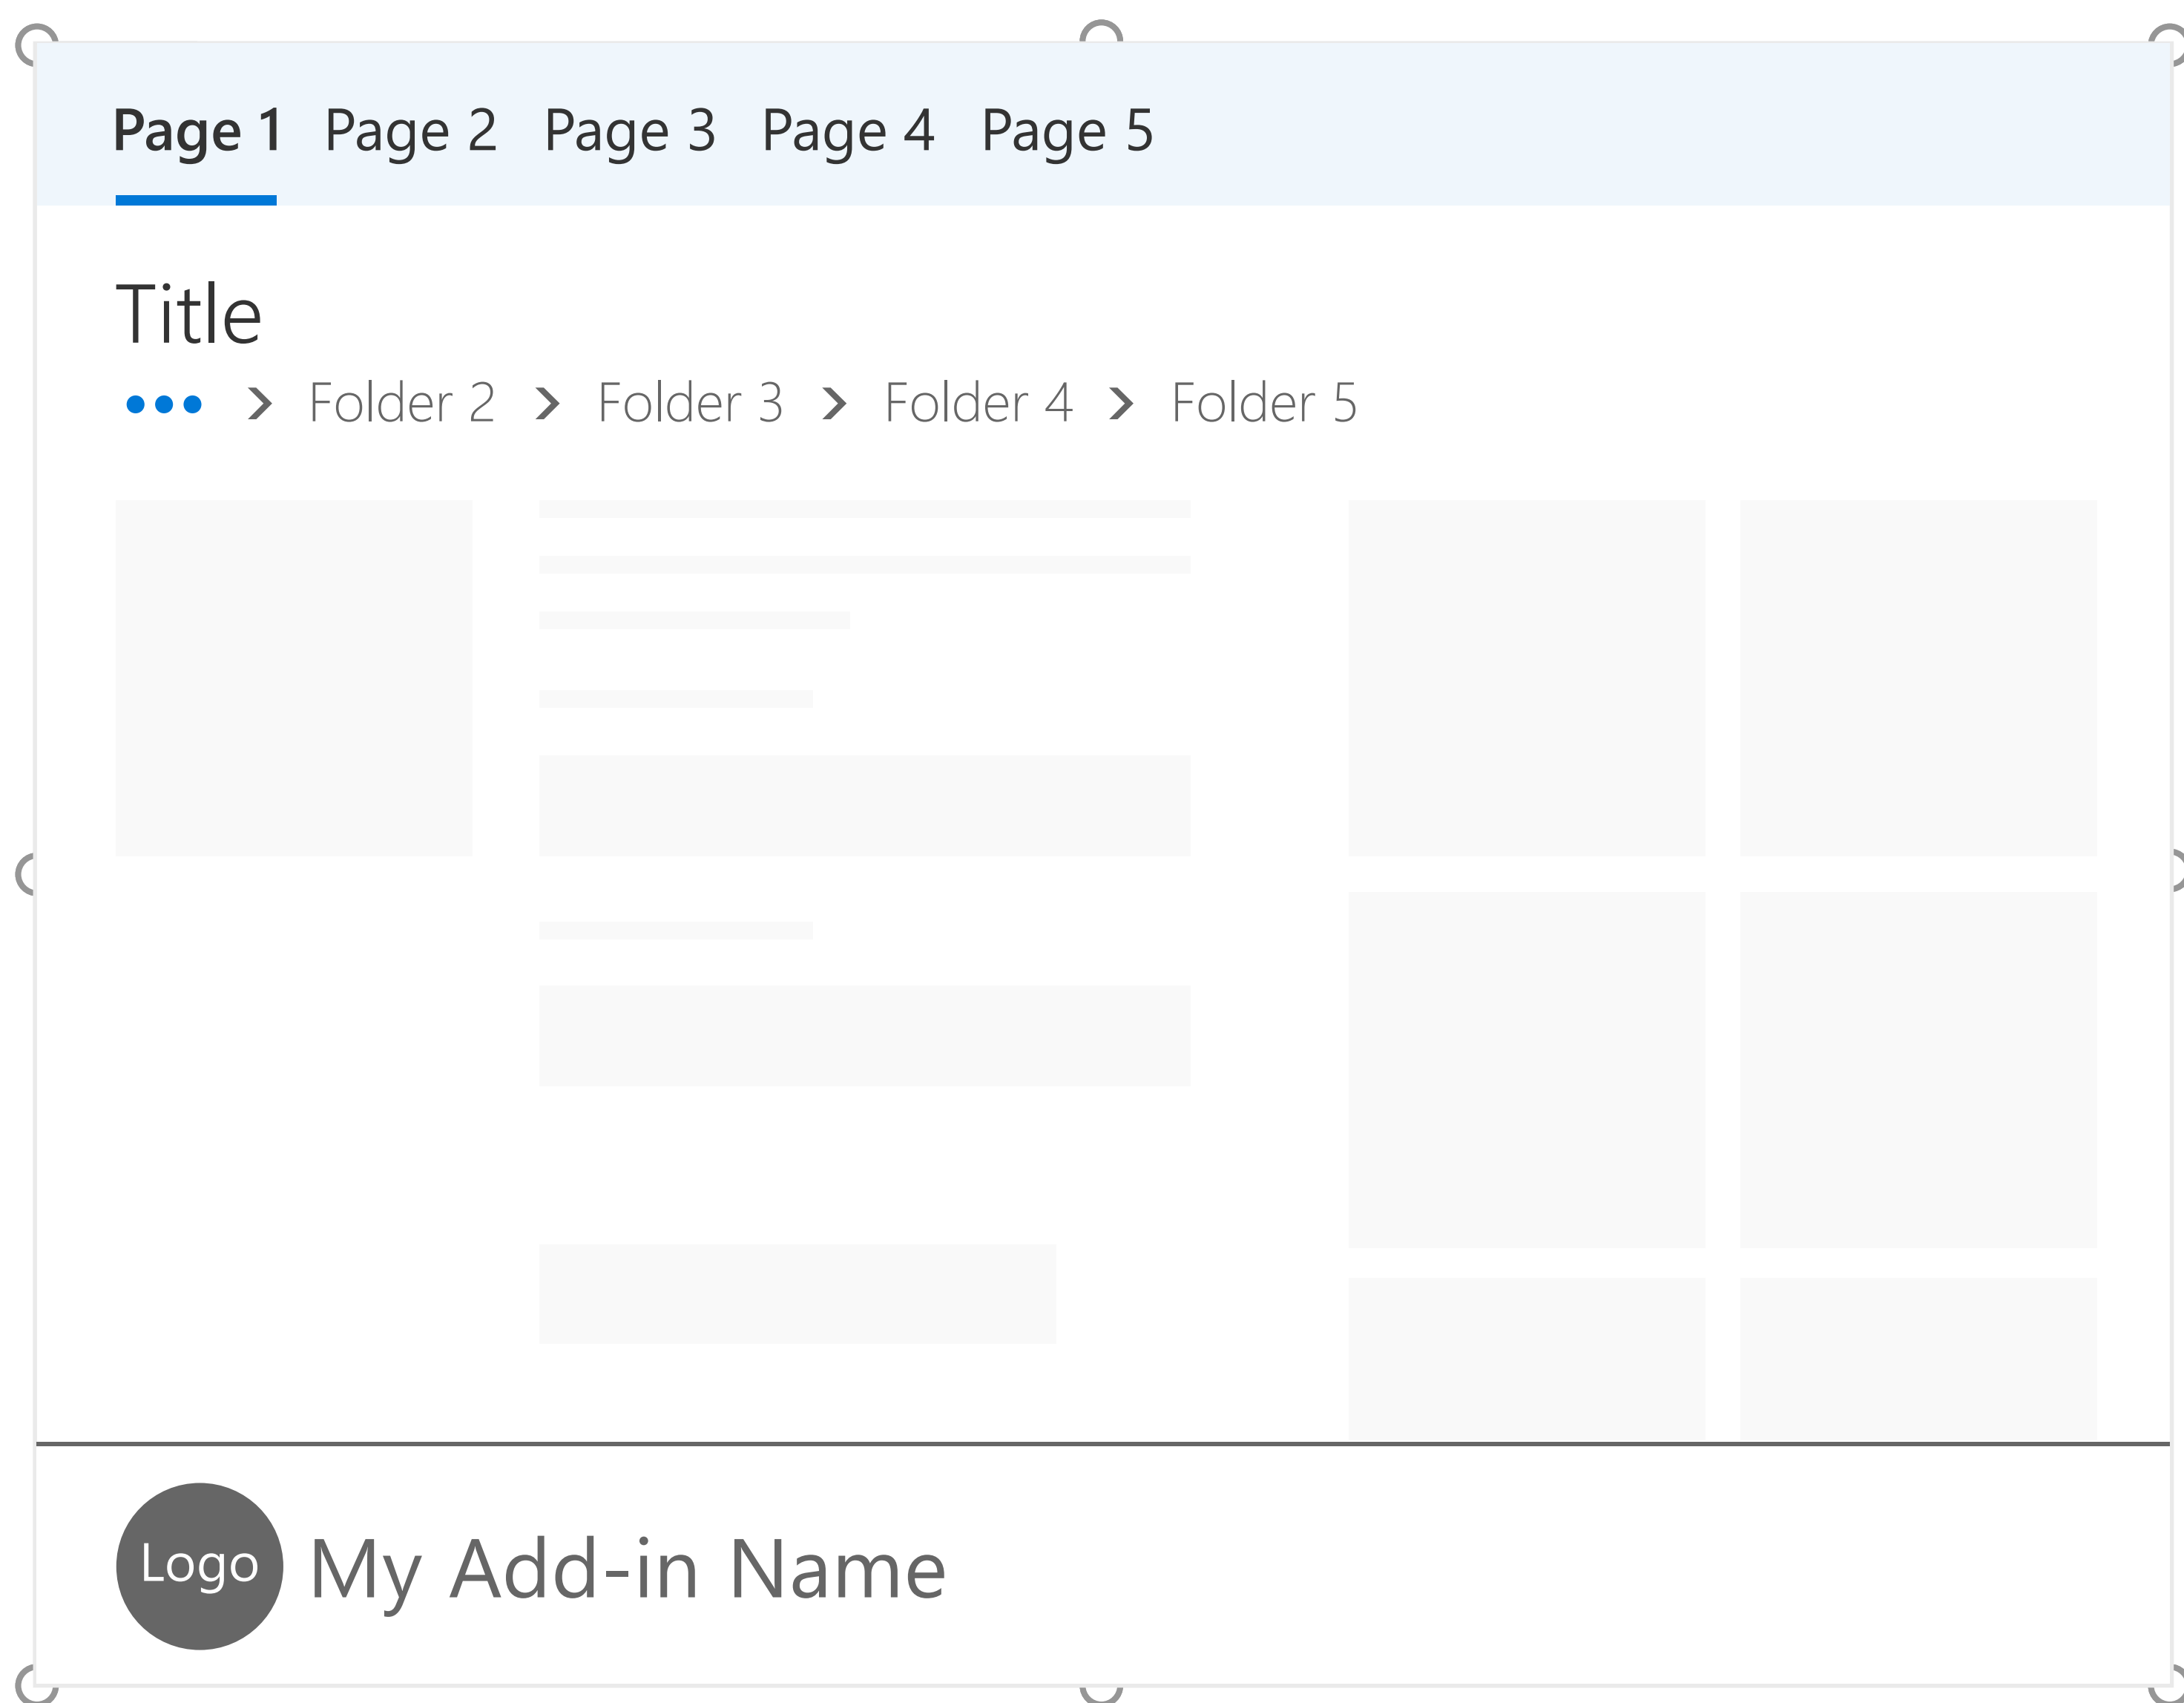 Page 1 Page 2 Page 3 Page 4 Page 5
Title
••• > Folder 2 > Folder 3 > Folder 4 > Folder 5
Logo My Add-in Name